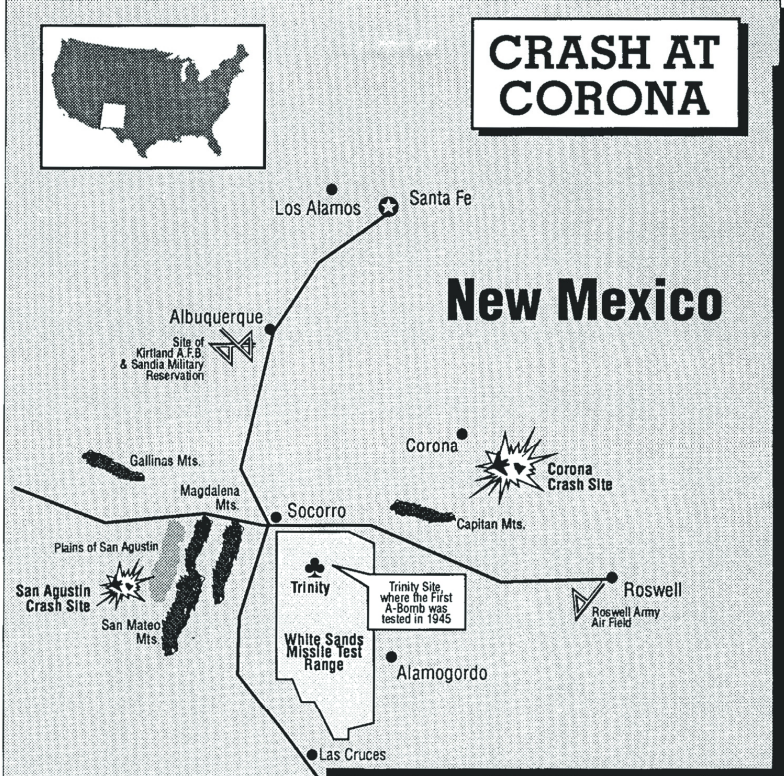 CRASH AT
CORONA
Los Alamos
Santa Fe
New Mexico
Albuquerque
Site of
Kirtland A.F.B.
& Sandia Military
Reservation
Corona
Corona
Crash Site
Gallinas Mts.
Magdalena
Mts.
Socorro
Capitan Mts.
Plains of San Agustin
San Agustin
Crash Site
San Mateo
Mts.
Trinity
Trinity Site,
where the First
A-Bomb was
tested in 1945
Roswell
Roswell Army
Air Field
White Sands
Missile Test
Range
Alamogordo
Las Cruces